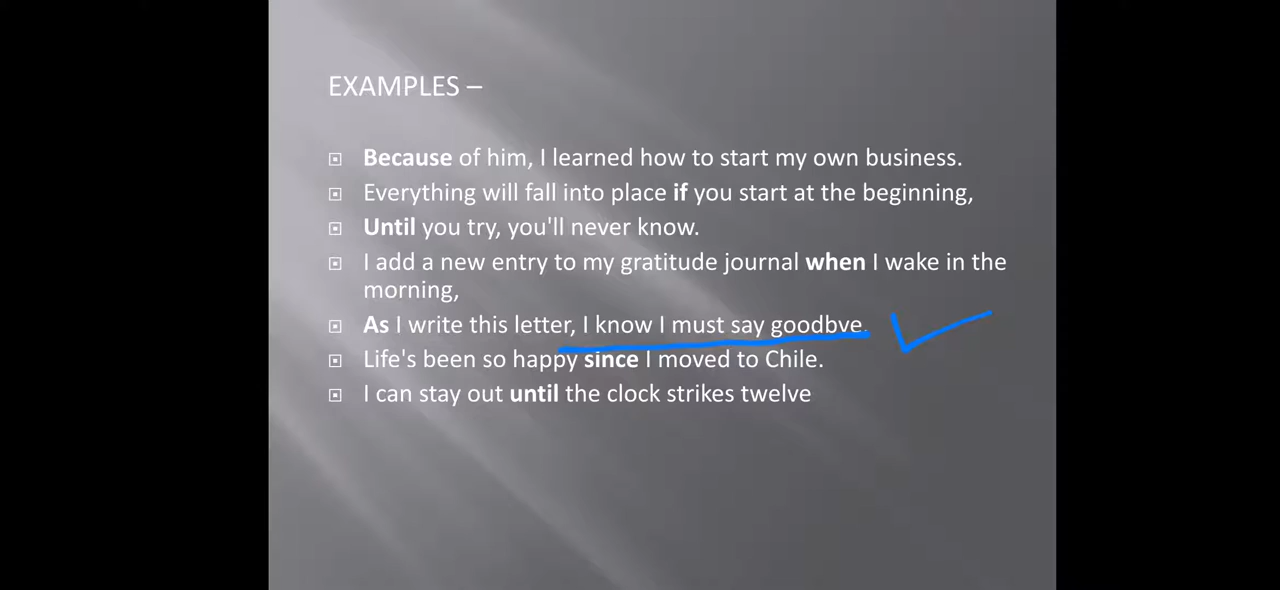 EXAMPLES –
Because of him, I learned how to start my own business.
Everything will fall into place if you start at the beginning,
Until you try, you'll never know.
I add a new entry to my gratitude journal when I wake in the
morning,
As I write this letter, I know I must say goodbye.
Life's been so happy since I moved to Chile.
I can stay out until the clock strikes twelve